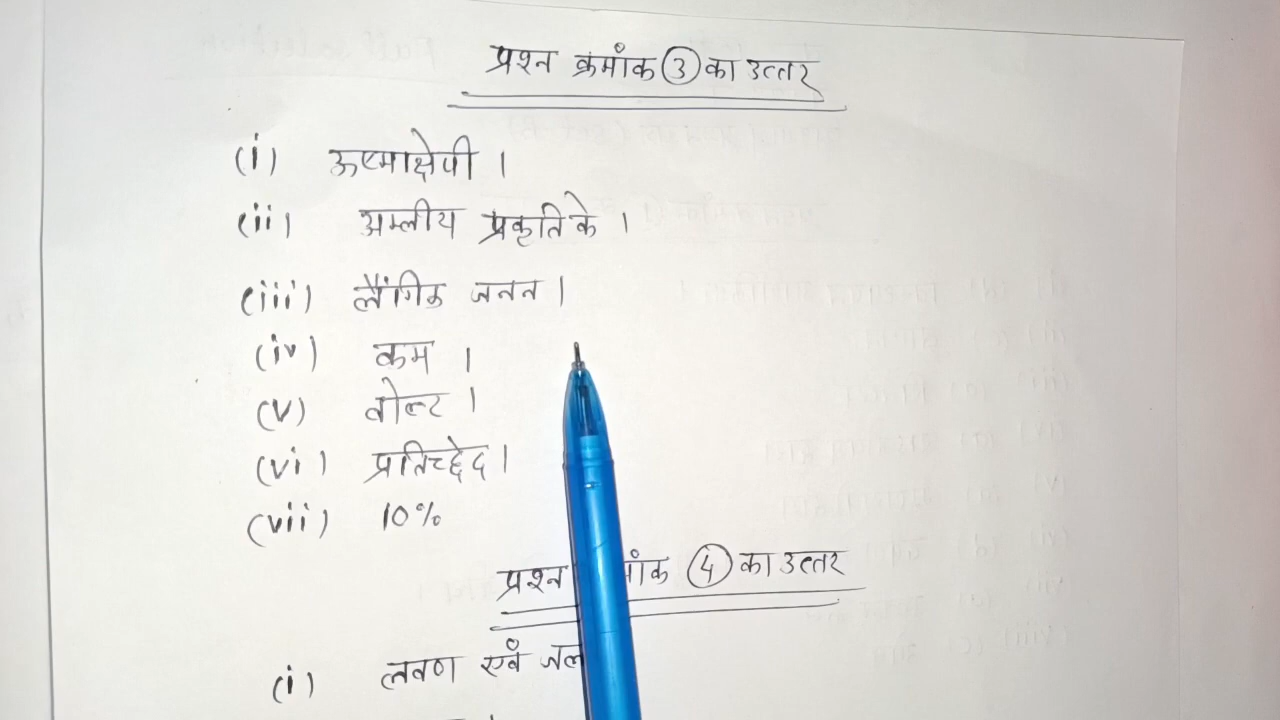 प्रश्न क्रमांक ③ का उत्तर
(i) ऊष्माक्षेपी ।
(ii) अम्लीय प्रकृति के ।
(iii) लैंगिक जनन ।
(iv) कम ।
(v) वोल्ट ।
(vi) प्रतिच्छेद ।
(vii) 10%
प्रश्न मांक ④ का उत्तर
(i) लवण एवं जल